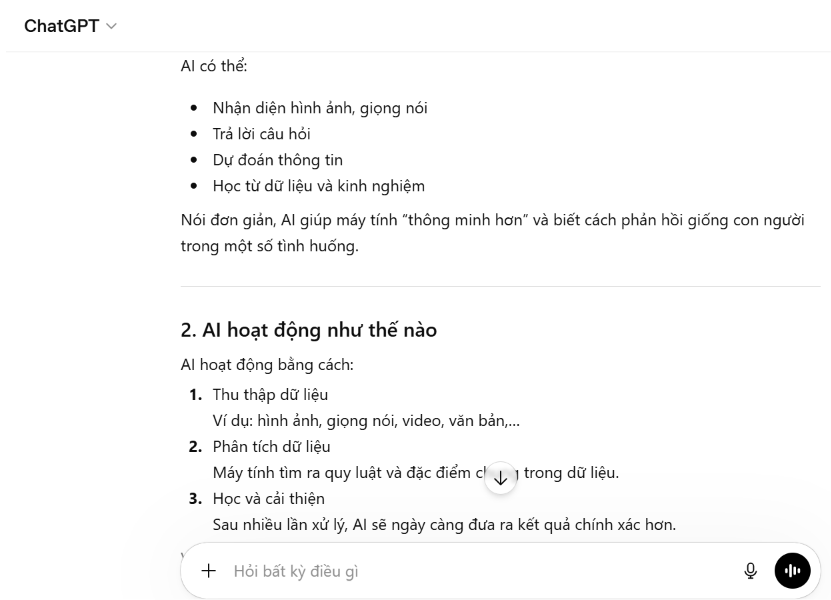 ChatGPT
AI có thể:
Nhận diện hình ảnh, giọng nói
Trả lời câu hỏi
Dự đoán thông tin
Học từ dữ liệu và kinh nghiệm
Nói đơn giản, AI giúp máy tính “thông minh hơn” và biết cách phản hồi giống con người
trong một số tình huống.
2. AI hoạt động như thế nào
AI hoạt động bằng cách:
1. Thu thập dữ liệu
Ví dụ: hình ảnh, giọng nói, video, văn bản,...
2. Phân tích dữ liệu
Máy tính tìm ra quy luật và đặc điểm trong dữ liệu.
3. Học và cải thiện
Sau nhiều lần xử lý, AI sẽ ngày càng đưa ra kết quả chính xác hơn.
Hỏi bất kỳ điều gì